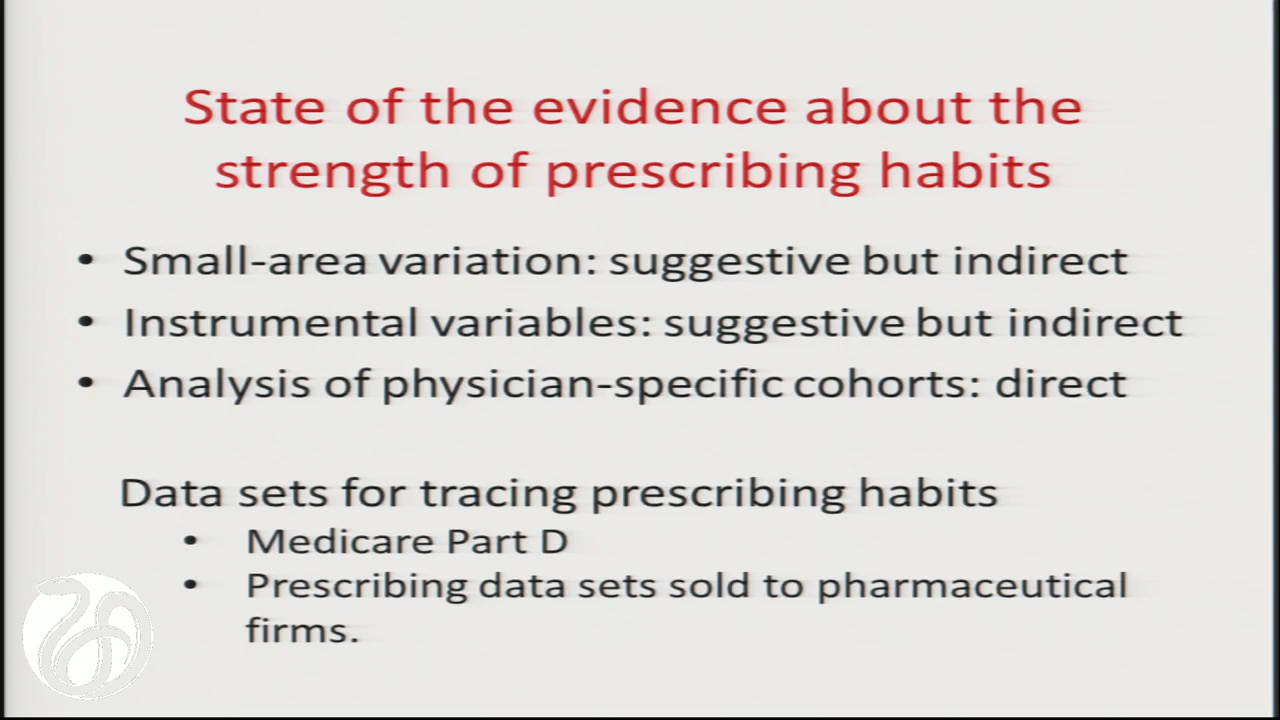 State of the evidence about the
strength of prescribing habits
• Small-area variation: suggestive but indirect
• Instrumental variables: suggestive but indirect
• Analysis of physician-specific cohorts: direct
Data sets for tracing prescribing habits
• Medicare Part D
• Prescribing data sets sold to pharmaceutical
firms.